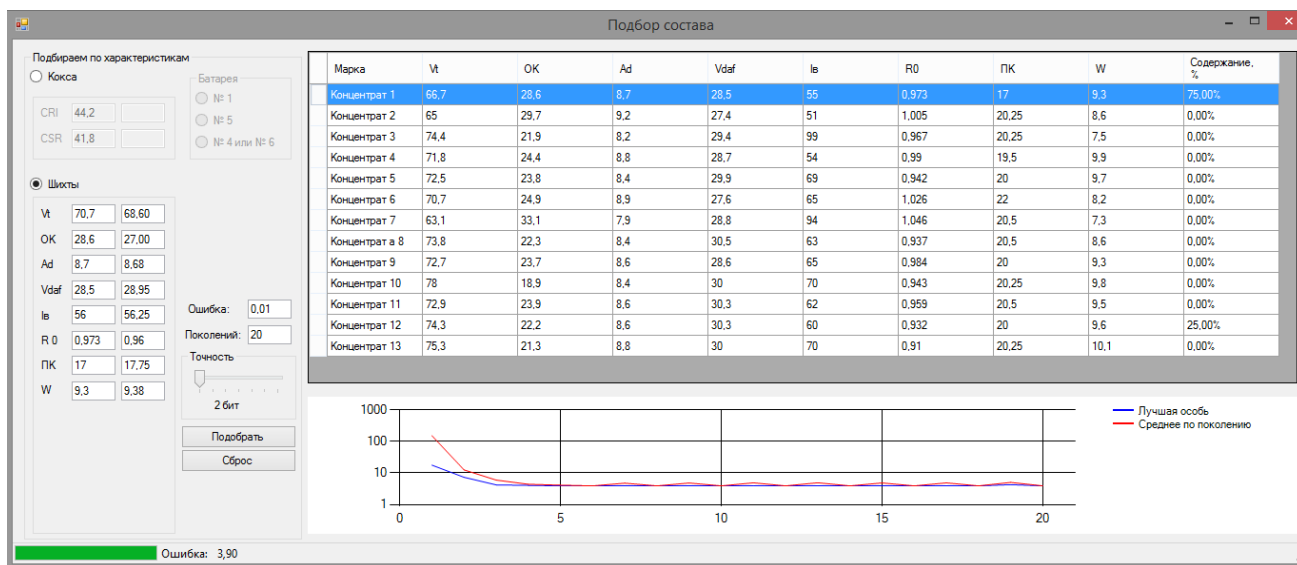 Подбор состава
Подбираем по характеристикам
Кокса
Батарея
№ 1
№ 5
№ 4 или № 6
CRI 44,2
CSR 41,8
Шихты
Vt 70,7 68,60
OK 28,6 27,00
Ad 8,7 8,68
Vdaf 28,5 28,95
Iв 56 56,25
R 0 0,973 0,96
ПК 17 17,75
W 9,3 9,38
Ошибка: 0,01
Поколений: 20
Точность
2 бит
Подобрать
Сброс
Марка Vt OK Ad Vdaf Iв R0 ПК W Содержание, %
Концентрат 1 66,7 28,6 8,7 28,5 55 0,973 17 9,3 75,00%
Концентрат 2 65 29,7 9,2 27,4 51 1,005 20,25 8,6 0,00%
Концентрат 3 74,4 21,9 8,2 29,4 99 0,967 20,25 7,5 0,00%
Концентрат 4 71,8 24,4 8,8 28,7 54 0,99 19,5 9,9 0,00%
Концентрат 5 72,5 23,8 8,4 29,9 69 0,942 20 9,7 0,00%
Концентрат 6 70,7 24,9 8,9 27,6 65 1,026 22 8,2 0,00%
Концентрат 7 63,1 33,1 7,9 28,8 94 1,046 20,5 7,3 0,00%
Концентрат а 8 73,8 22,3 8,4 30,5 63 0,937 20,5 8,6 0,00%
Концентрат 9 72,7 23,7 8,6 28,6 65 0,984 20 9,3 0,00%
Концентрат 10 78 18,9 8,4 30 70 0,943 20,25 9,8 0,00%
Концентрат 11 72,9 23,9 8,6 30,3 62 0,959 20,5 9,5 0,00%
Концентрат 12 74,3 22,2 8,6 30,3 60 0,932 20 9,6 25,00%
Концентрат 13 75,3 21,3 8,8 30 70 0,91 20,25 10,1 0,00%
1000
100
10
1
0 5 10 15 20
Лучшая особь
Среднее по поколению
Ошибка: 3,90